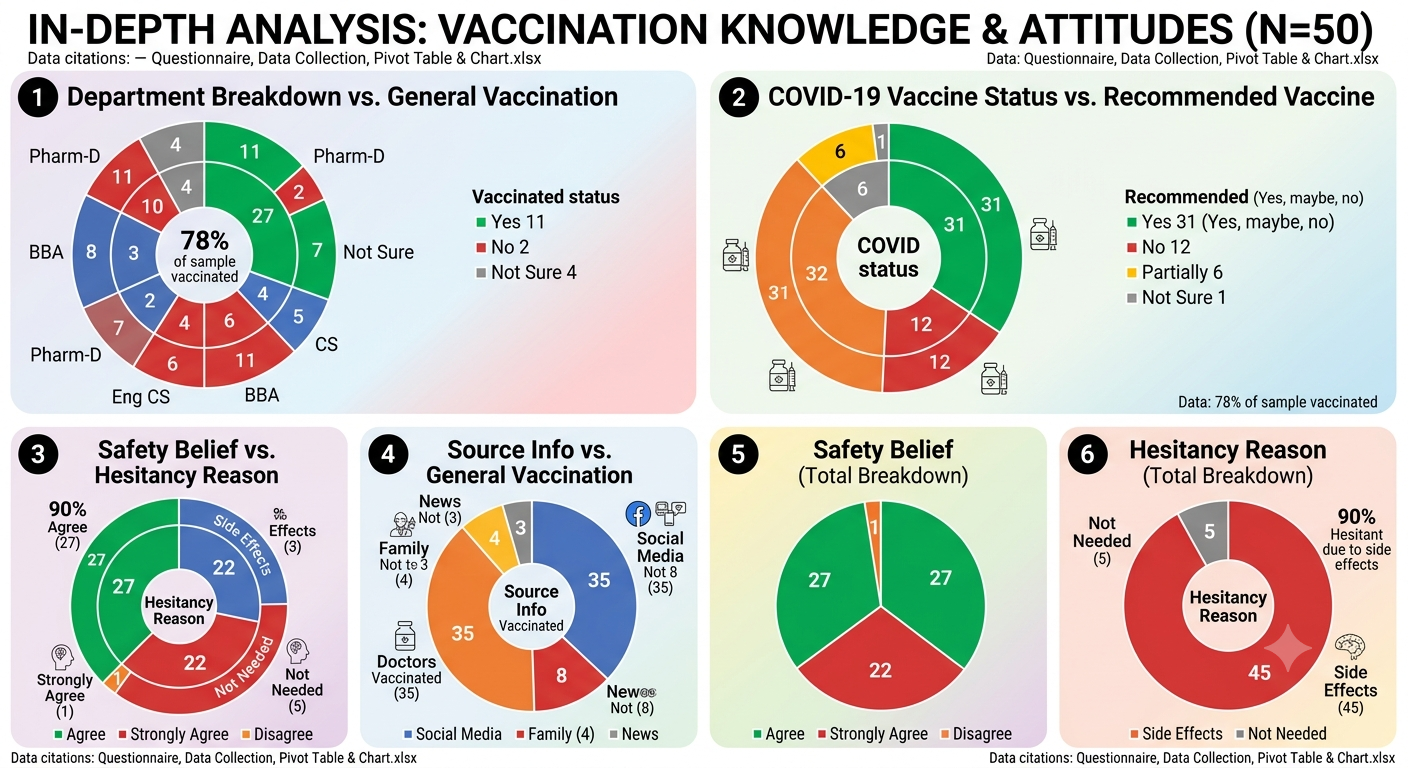 IN-DEPTH ANALYSIS: VACCINATION KNOWLEDGE & ATTITUDES (N=50)
Data citations: — Questionnaire, Data Collection, Pivot Table & Chart.xlsx
Data: Questionnaire, Data Collection, Pivot Table & Chart.xlsx
1 Department Breakdown vs. General Vaccination
4
11
Pharm-D
Pharm-D
11
4
2
10
27
BBA
8
3
78%
of sample
vaccinated
7
Not Sure
2
4
5
7
4
6
CS
Pharm-D
6
11
Eng CS
BBA
Vaccinated status
Yes 11
No 2
Not Sure 4
2 COVID-19 Vaccine Status vs. Recommended Vaccine
6
1
6
31
31
COVID
status
32
31
12
12
Recommended (Yes, maybe, no)
Yes 31 (Yes, maybe, no)
No 12
Partially 6
Not Sure 1
Data: 78% of sample vaccinated
3 Safety Belief vs.
Hesitancy Reason
90%
Agree
(27)
Side Effects
Effects
(3)
27
22
27
Hesitancy
Reason
22
Not Needed
1
Strongly
Agree
(1)
Not
Needed
(5)
Agree
Strongly Agree
Disagree
4 Source Info vs.
General Vaccination
News
Not (3)
Family
(4)
4
3
Social
Media
Not 8
(35)
35
Source
Info
Vaccinated
35
Doctors
Vaccinated
(35)
8
Not (8)
Social Media
Family (4)
News
5 Safety Belief
(Total Breakdown)
1
27
27
22
Agree
Strongly Agree
Disagree
6 Hesitancy Reason
(Total Breakdown)
Not
Needed
(5)
5
90%
Hesitant
due to side
effects
Hesitancy
Reason
45
Side
Effects
(45)
Side Effects
Not Needed
Data citations: Questionnaire, Data Collection, Pivot Table & Chart.xlsx
Data citations: Questionnaire, Data Collection, Pivot Table & Chart.xlsx